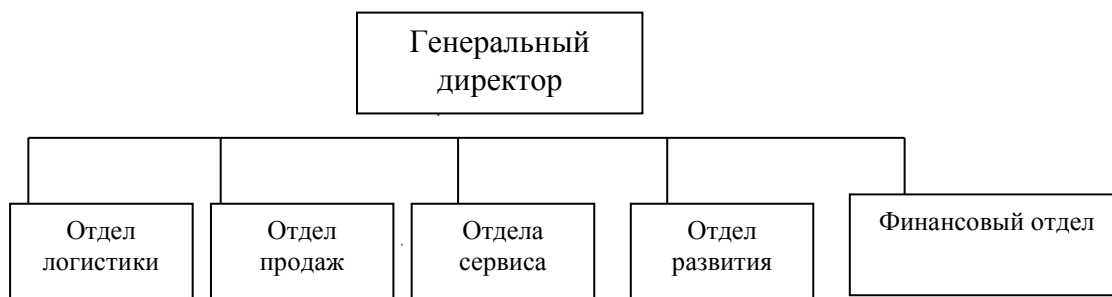 Генеральный
директор
Отдел
логистики
Отдел
продаж
Отдела
сервиса
Отдел
развития
Финансовый отдел